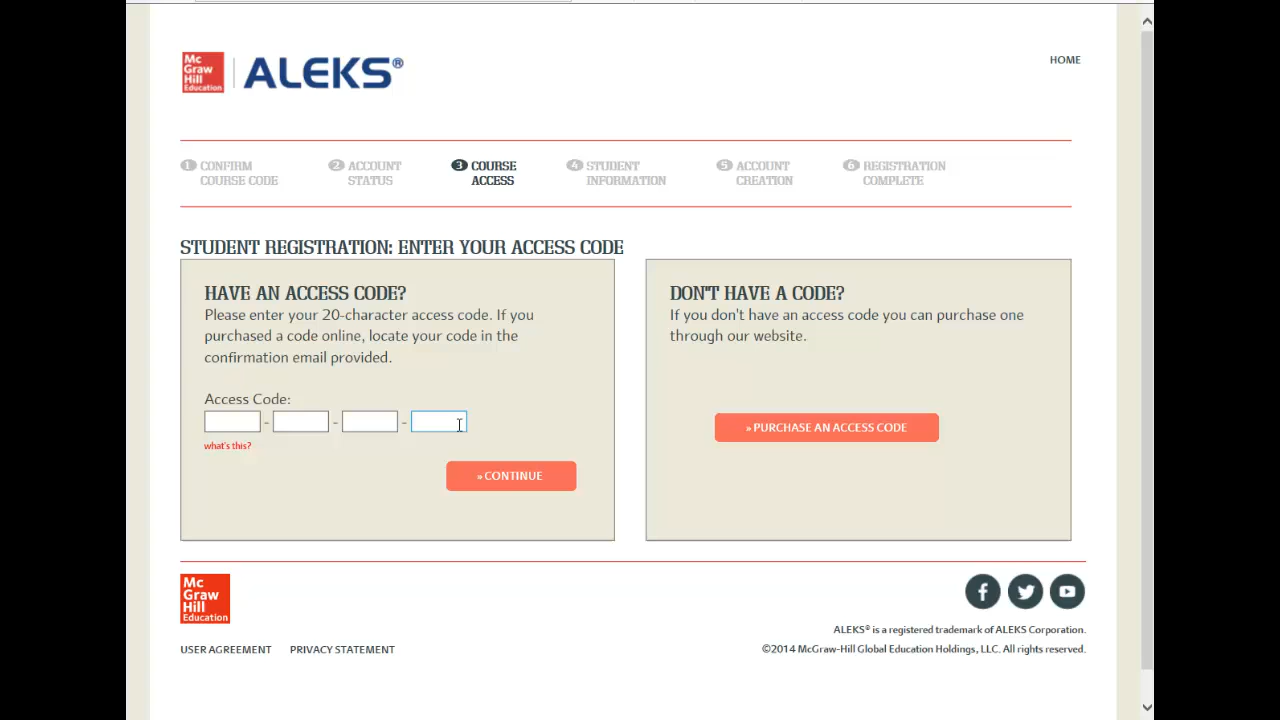 Mc
Graw
Hill
Education
ALEKS®
HOME
1 CONFIRM
COURSE CODE
2 ACCOUNT
STATUS
3 COURSE
ACCESS
4 STUDENT
INFORMATION
5 ACCOUNT
CREATION
6 REGISTRATION
COMPLETE
STUDENT REGISTRATION: ENTER YOUR ACCESS CODE
HAVE AN ACCESS CODE?
Please enter your 20-character access code. If you
purchased a code online, locate your code in the
confirmation email provided.
Access Code:
- - -
what's this?
» CONTINUE
DON'T HAVE A CODE?
If you don't have an access code you can purchase one
through our website.
» PURCHASE AN ACCESS CODE
Mc
Graw
Hill
Education
USER AGREEMENT PRIVACY STATEMENT
ALEKS® is a registered trademark of ALEKS Corporation.
©2014 McGraw-Hill Global Education Holdings, LLC. All rights reserved.